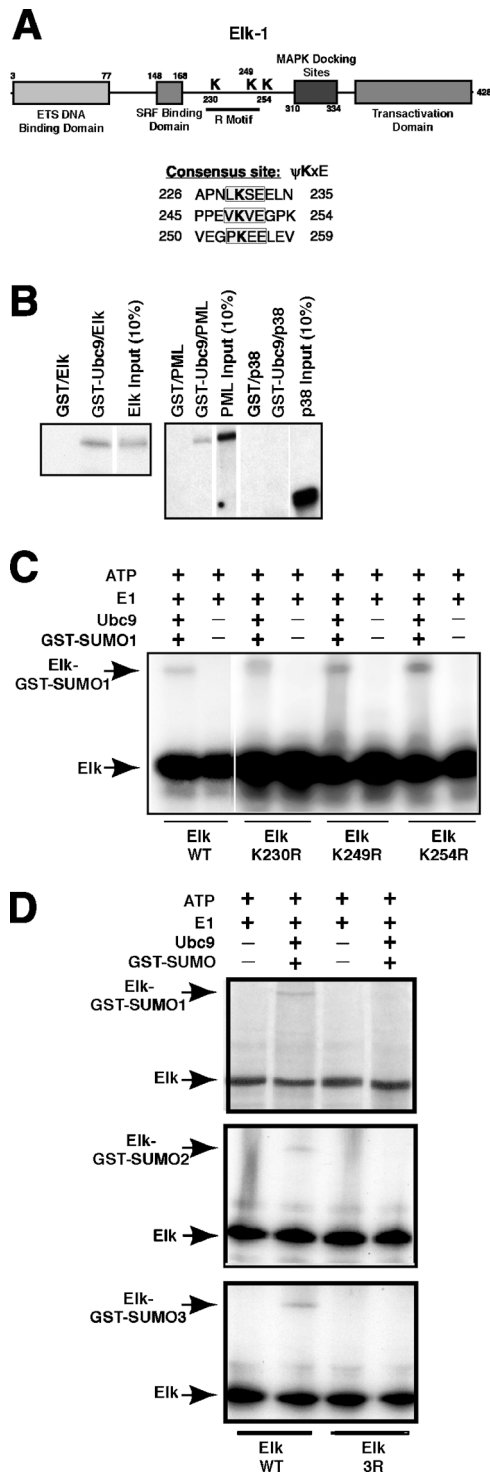 A
Elk-1
MAPK Docking
Sites
3 77 148 168 K 249 K K 428
230 254 310 334
ETS DNA
Binding Domain
SRF Binding
Domain
R Motif
Transactivation
Domain
Consensus site: ψKxE
226 APNLKSEELN 235
245 PPEVKVEGPK 254
250 VEGPKEELEV 259
B
GST/Elk
GST-Ubc9/Elk
Elk Input (10%)
GST/PML
GST-Ubc9/PML
PML Input (10%)
GST/p38
GST-Ubc9/p38
p38 Input (10%)
C
ATP + + + + + + + +
E1 + + + + + + + +
Ubc9 + − + − + − + −
GST-SUMO1 + − + − + − + −
Elk-
GST-SUMO1
Elk
Elk
WT
Elk
K230R
Elk
K249R
Elk
K254R
D
ATP + + + +
E1 + + + +
Ubc9 − + − +
GST-SUMO − + − +
Elk-
GST-SUMO1
Elk
Elk-
GST-SUMO2
Elk
Elk-
GST-SUMO3
Elk
Elk
WT
Elk
3R